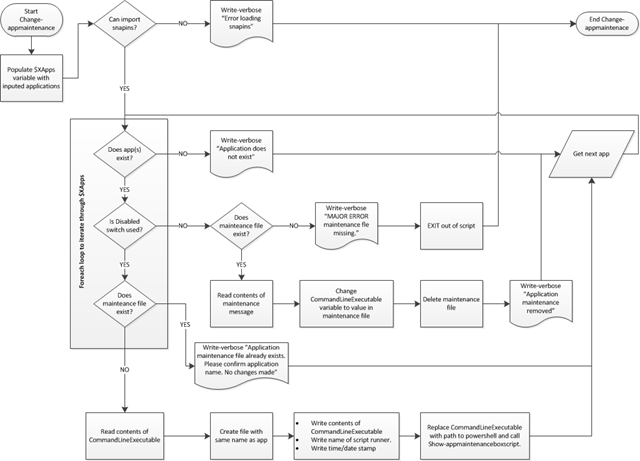 Start
Change-
appmaintenance
Can import
snapins?
NO
Write-verbose
"Error loading
snapins"
End Change-
appmaintenace
Populate $XApps
variable with
inputed applications
YES
Foreach loop to iterate through $XApps
Does app(s)
exist?
NO
Write-verbose
"Application does
not exist"
Get next app
YES
Is Disabled
switch used?
NO
Does
mainteance file
exist?
NO
Write-verbose
"MAJOR ERROR
maintenance fle
missing."
EXIT out of script
YES
YES
Does
mainteance file
exist?
Read contents of
maintenance
message
Change
CommandLineExecutable
variable to value in
maintenance file
Delete maintenance
file
Write-verbose
"Application
maintenance
removed"
YES
Write-verbose "Application
maintenance file already exists.
Please confirm application
name. No changes made"
NO
Read contents of
CommandLineExecutable
Create file with
same name as app
• Write contents of
CommandLineExecutable
• Write name of script runner.
• Write time/date stamp
Replace CommandLineExecutable
with path to powershell and call
Show-appmaintenanceboxscript.